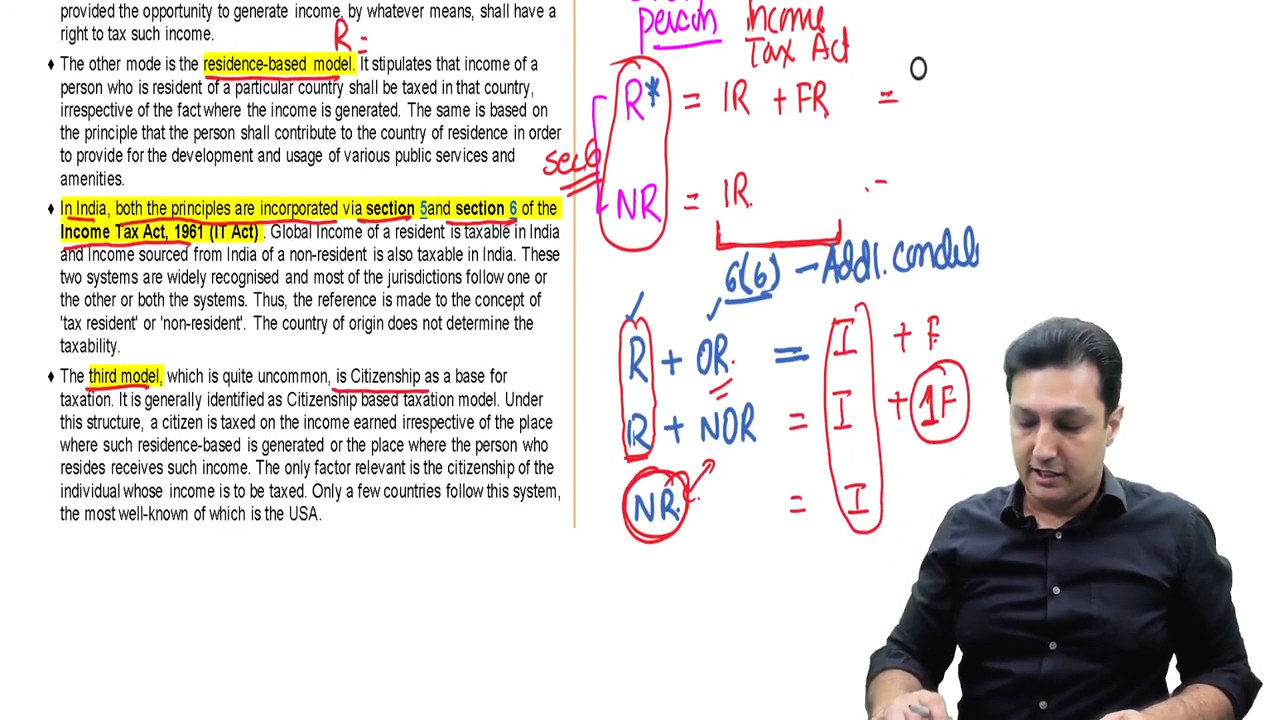 provided the opportunity to generate income, by whatever means, shall have a
right to tax such income.
R =
♦ The other mode is the residence-based model. It stipulates that income of a
person who is resident of a particular country shall be taxed in that country,
irrespective of the fact where the income is generated. The same is based on
the principle that the person shall contribute to the country of residence in order
to provide for the development and usage of various public services and
amenities.
♦ In India, both the principles are incorporated via section 5and section 6 of the
Income Tax Act, 1961 (IT Act) . Global Income of a resident is taxable in India
and Income sourced from India of a non-resident is also taxable in India. These
two systems are widely recognised and most of the jurisdictions follow one or
the other or both the systems. Thus, the reference is made to the concept of
'tax resident' or 'non-resident'. The country of origin does not determine the
taxability.
♦ The third model, which is quite uncommon, is Citizenship as a base for
taxation. It is generally identified as Citizenship based taxation model. Under
this structure, a citizen is taxed on the income earned irrespective of the place
where such residence-based is generated or the place where the person who
resides receives such income. The only factor relevant is the citizenship of the
individual whose income is to be taxed. Only a few countries follow this system,
the most well-known of which is the USA.
person Income
Tax Act
R* = IR + FR =
sec 6
NR = IR -
6(6) - Addl. condn
R + OR. = I + F
R + NOR = I + 1F
NR = I